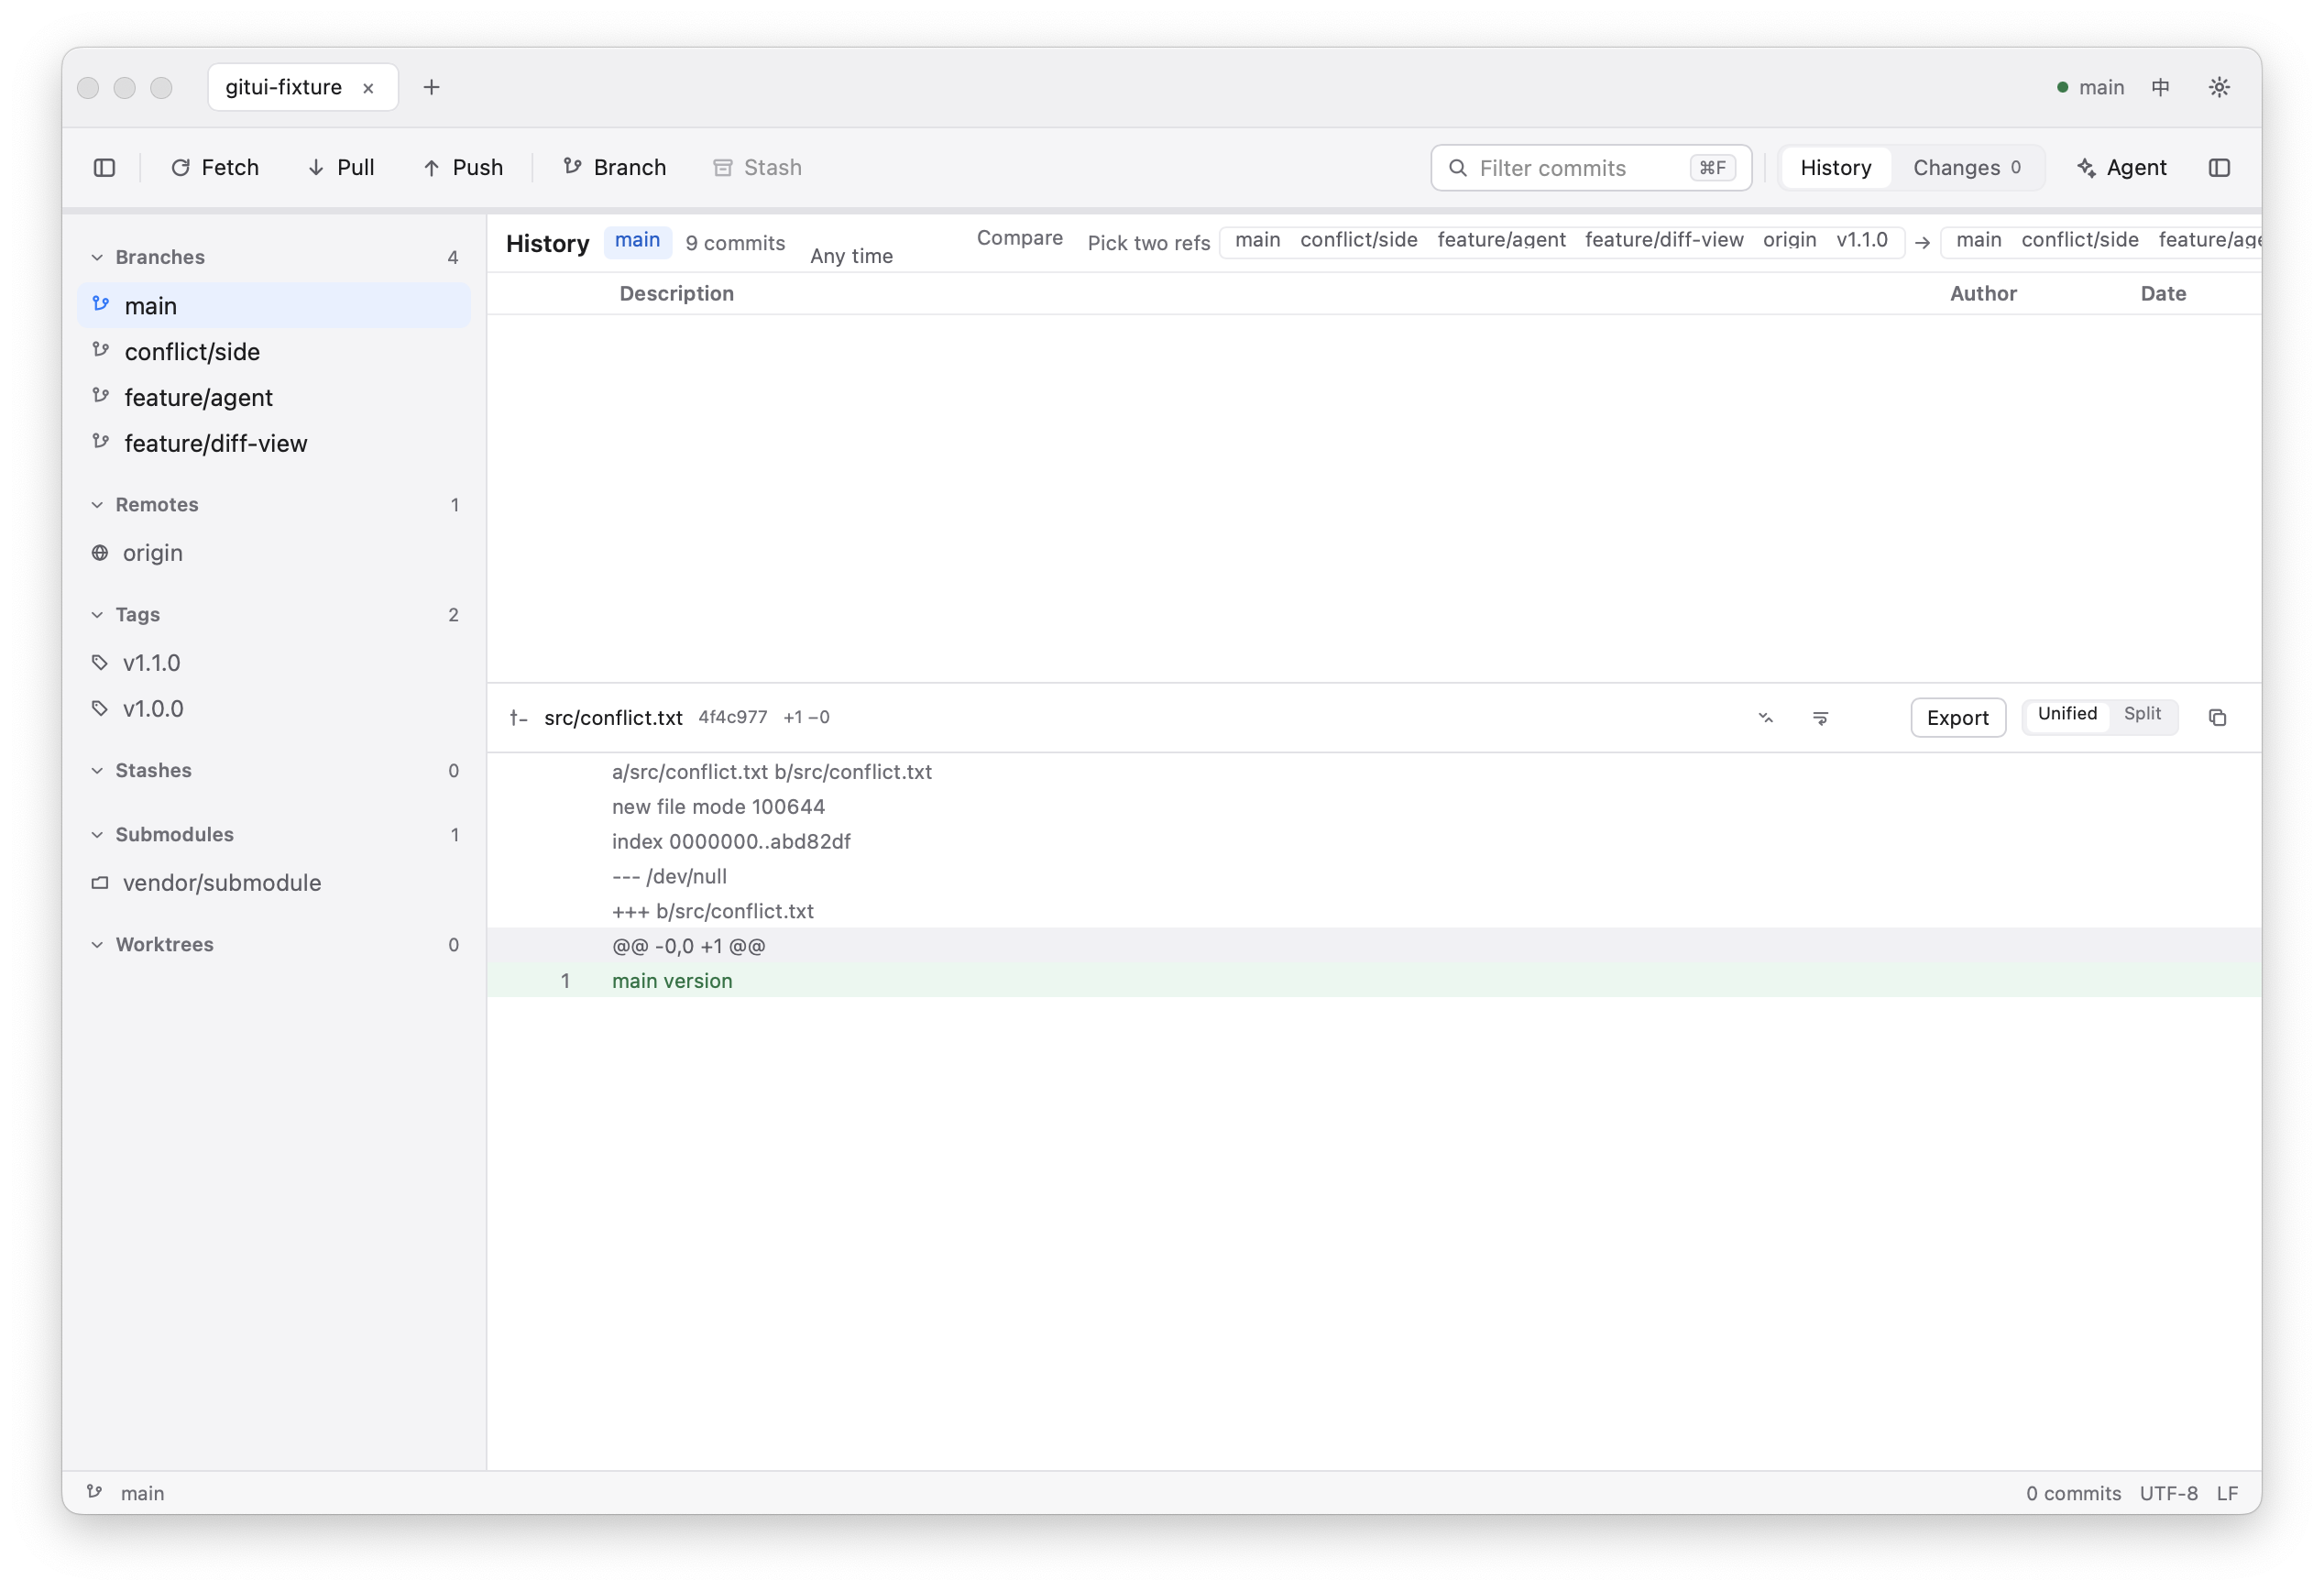 gitui-fixture × + main 中
Fetch Pull Push Branch Stash Filter commits ⌘F History Changes 0 Agent
Branches 4
main
conflict/side
feature/agent
feature/diff-view
Remotes 1
origin
Tags 2
v1.1.0
v1.0.0
Stashes 0
Submodules 1
vendor/submodule
Worktrees 0
History main 9 commits Any time Compare Pick two refs main conflict/side feature/agent feature/diff-view origin v1.1.0 → main conflict/side feature/age
Description Author Date
src/conflict.txt 4f4c977 +1 −0 Export Unified Split
a/src/conflict.txt b/src/conflict.txt
new file mode 100644
index 0000000..abd82df
--- /dev/null
+++ b/src/conflict.txt
@@ -0,0 +1 @@
1 main version
main 0 commits UTF-8 LF